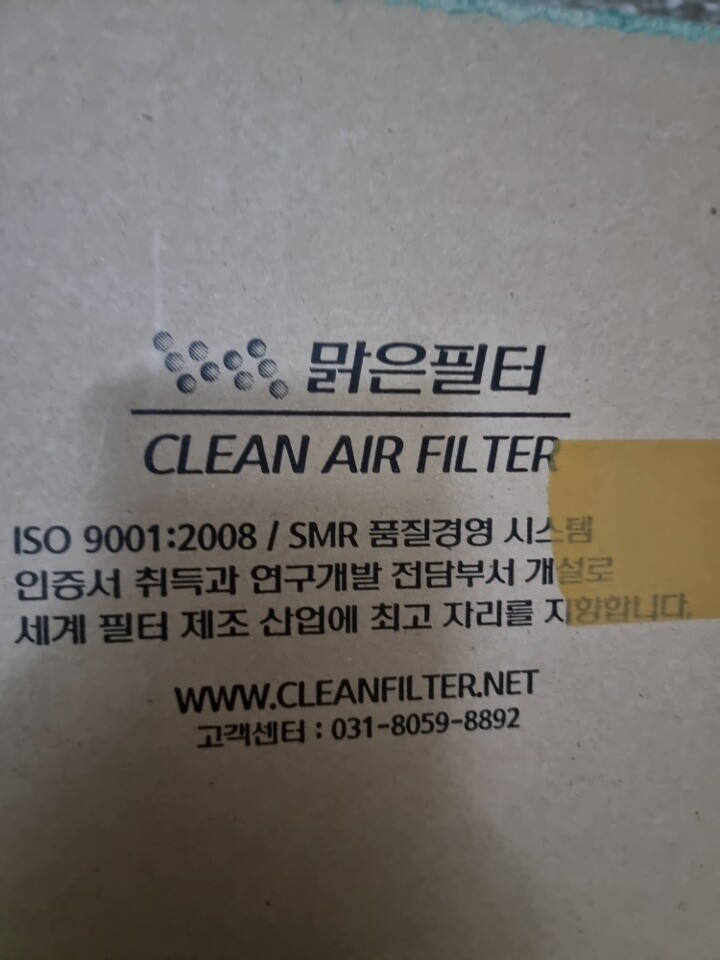 맑은필터
CLEAN AIR FILTER
ISO 9001:2008 / SMR 품질경영 시스템
인증서 취득과 연구개발 전담부서 개설로
세계 필터 제조 산업에 최고 자리를 지향합니다.
WWW.CLEANFILTER.NET
고객센터 : 031-8059-8892